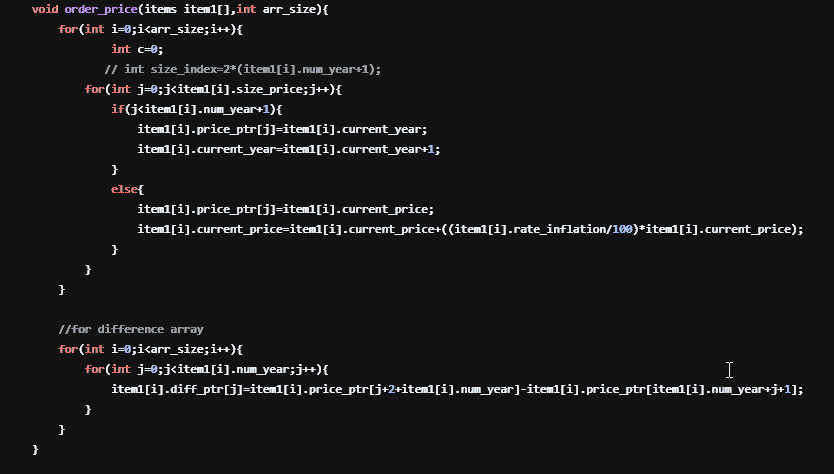 void order_price(items item1[],int arr_size){
for(int i=0;i<arr_size;i++){
int c=0;
// int size_index=2*(item1[i].num_year+1);
for(int j=0;j<item1[i].size_price;j++){
if(j<item1[i].num_year+1){
item1[i].price_ptr[j]=item1[i].current_year;
item1[i].current_year=item1[i].current_year+1;
}
else{
item1[i].price_ptr[j]=item1[i].current_price;
item1[i].current_price=item1[i].current_price+((item1[i].rate_inflation/100)*item1[i].current_price);
}
}
}
//for difference array
for(int i=0;i<arr_size;i++){
for(int j=0;j<item1[i].num_year;j++){
item1[i].diff_ptr[j]=item1[i].price_ptr[j+2+item1[i].num_year]-item1[i].price_ptr[item1[i].num_year+j+1];
}
}
}